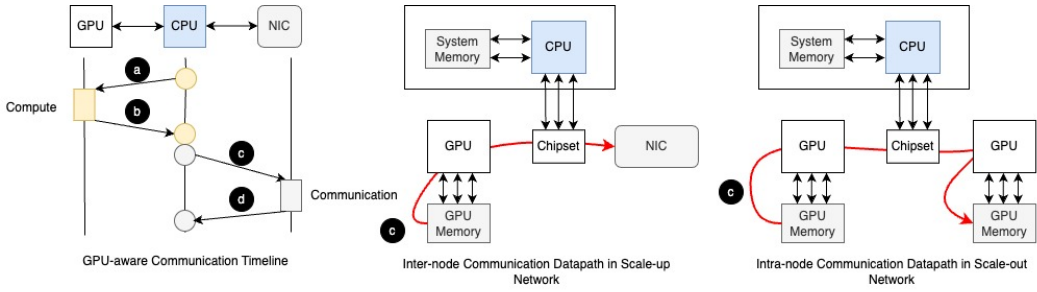 GPU
CPU
NIC
a
Compute
b
c
d
Communication
GPU-aware Communication Timeline
System
Memory
CPU
GPU
Chipset
NIC
c
GPU
Memory
Inter-node Communication Datapath in Scale-up
Network
System
Memory
CPU
GPU
Chipset
GPU
c
GPU
Memory
GPU
Memory
Intra-node Communication Datapath in Scale-out
Network